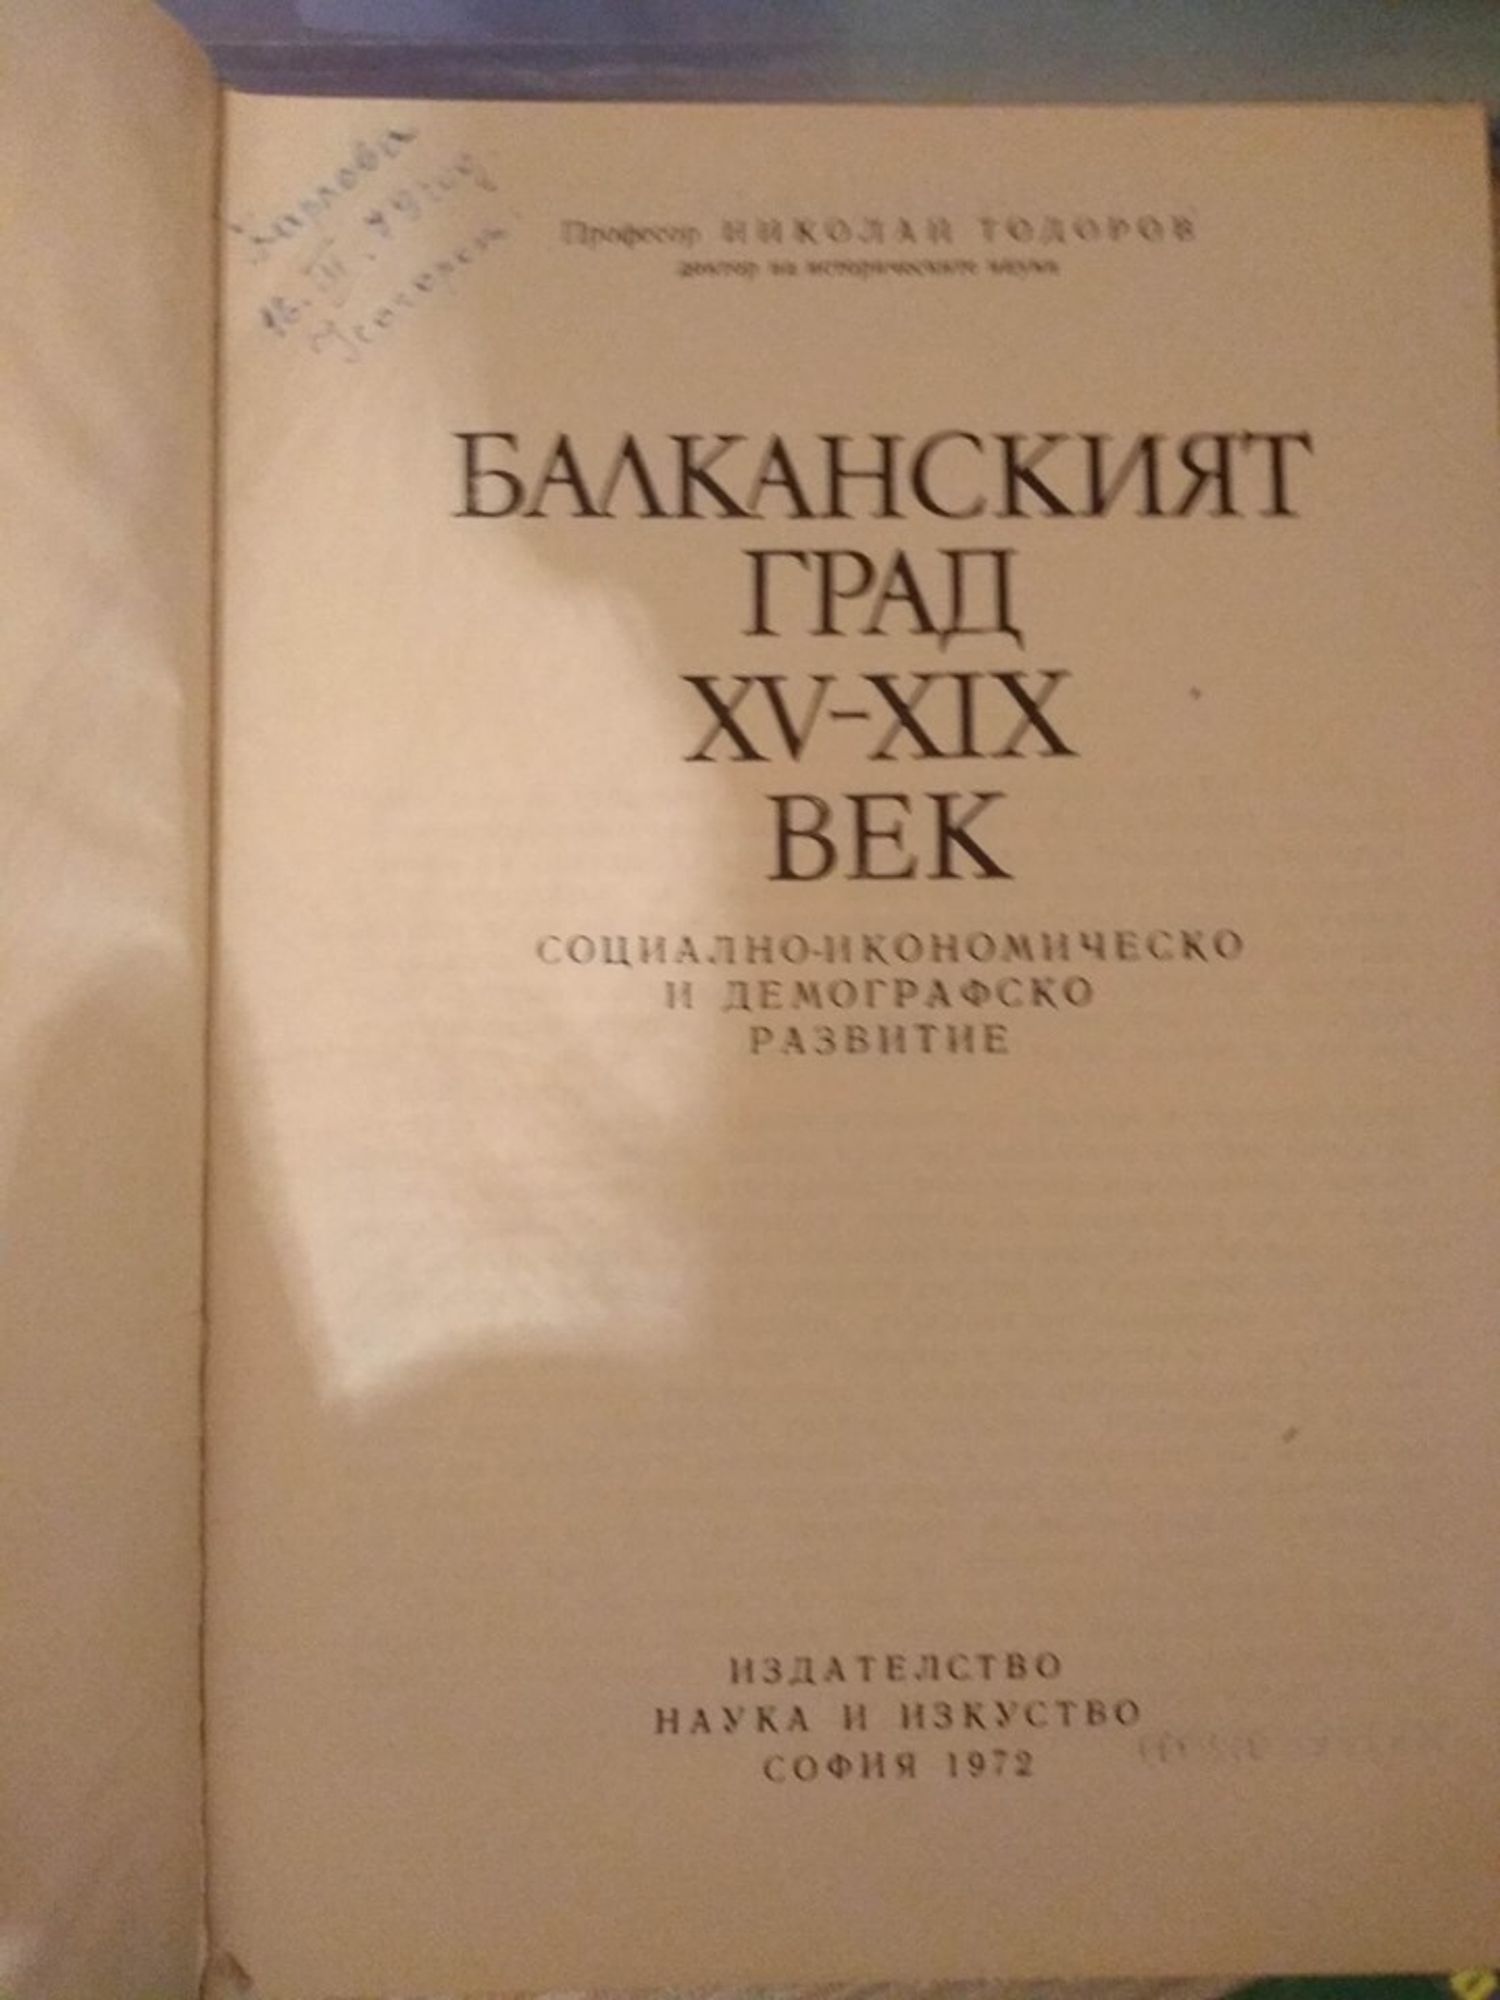 Професор НИКОЛАЙ ТОДОРОВ
доктор на историческите науки
БАЛКАНСКИЯТ
ГРАД
XV–XIX
ВЕК
СОЦИАЛНО-ИКОНОМИЧЕСКО
И ДЕМОГРАФСКО
РАЗВИТИЕ
ИЗДАТЕЛСТВО
НАУКА И ИЗКУСТВО
СОФИЯ 1972